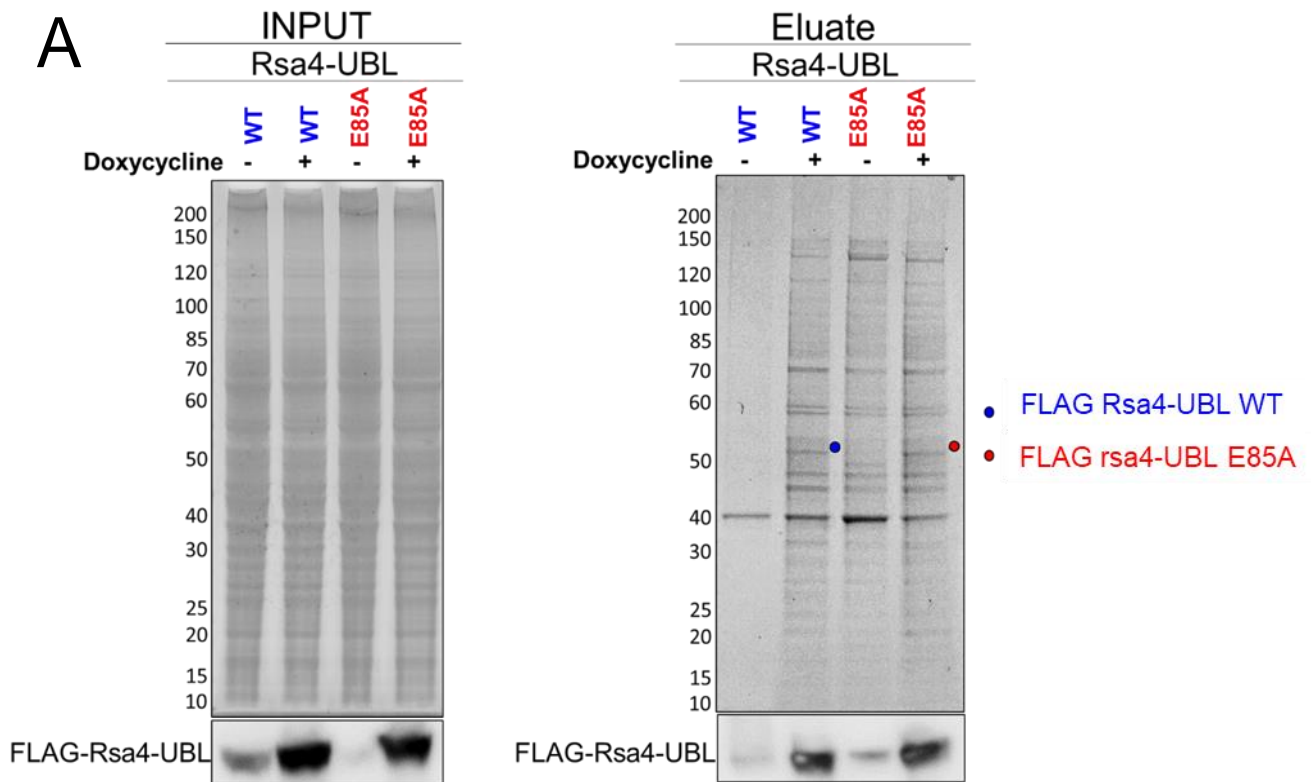 A
INPUT
Rsa4-UBL
WT WT E85A E85A
Doxycycline - + - +
200
150
120
100
85
70
60
50
40
30
25
20
15
10
FLAG-Rsa4-UBL
Eluate
Rsa4-UBL
WT WT E85A E85A
Doxycycline - + - +
200
150
120
100
85
70
60
50
40
30
25
20
15
10
FLAG-Rsa4-UBL
FLAG Rsa4-UBL WT
FLAG rsa4-UBL E85A